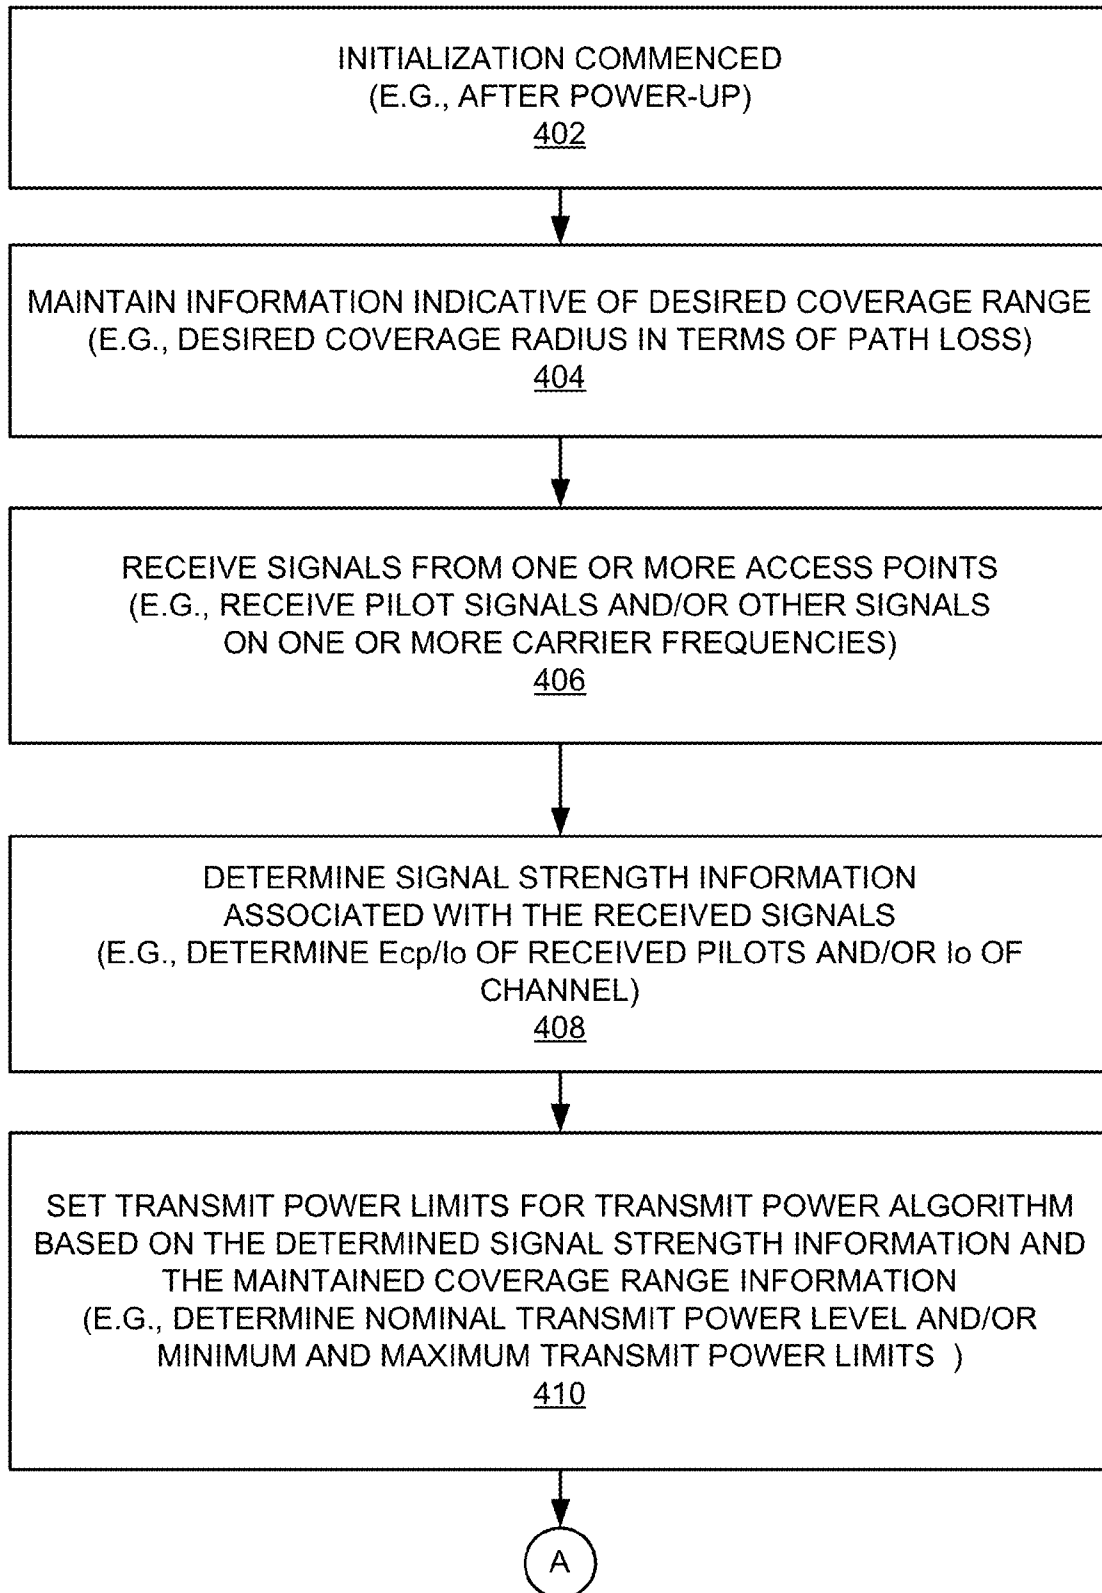 INITIALIZATION COMMENCED
(E.G., AFTER POWER-UP)
402
MAINTAIN INFORMATION INDICATIVE OF DESIRED COVERAGE RANGE
(E.G., DESIRED COVERAGE RADIUS IN TERMS OF PATH LOSS)
404
RECEIVE SIGNALS FROM ONE OR MORE ACCESS POINTS
(E.G., RECEIVE PILOT SIGNALS AND/OR OTHER SIGNALS
ON ONE OR MORE CARRIER FREQUENCIES)
406
DETERMINE SIGNAL STRENGTH INFORMATION
ASSOCIATED WITH THE RECEIVED SIGNALS
(E.G., DETERMINE Ecp/Io OF RECEIVED PILOTS AND/OR Io OF
CHANNEL)
408
SET TRANSMIT POWER LIMITS FOR TRANSMIT POWER ALGORITHM
BASED ON THE DETERMINED SIGNAL STRENGTH INFORMATION AND
THE MAINTAINED COVERAGE RANGE INFORMATION
(E.G., DETERMINE NOMINAL TRANSMIT POWER LEVEL AND/OR
MINIMUM AND MAXIMUM TRANSMIT POWER LIMITS )
410
A